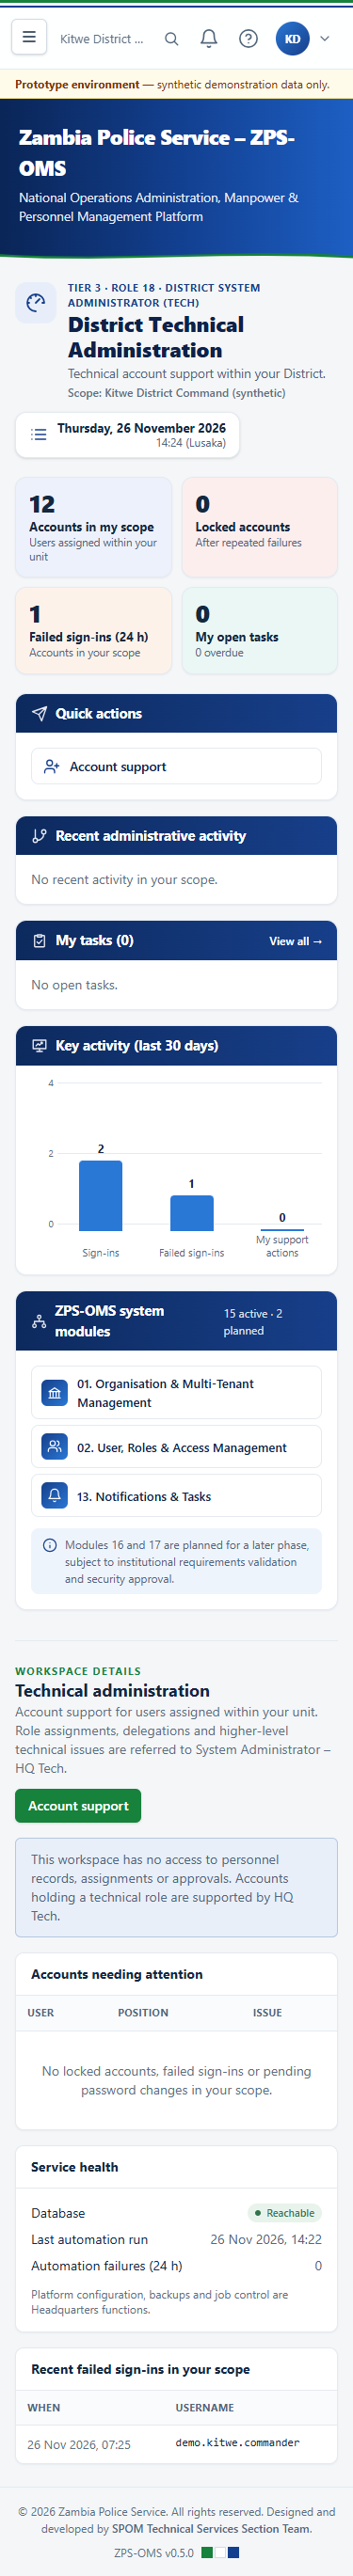 Kitwe District ...
KD
Prototype environment — synthetic demonstration data only.
Zambia Police Service – ZPS-
OMS
National Operations Administration, Manpower &
Personnel Management Platform
TIER 3 · ROLE 18 · DISTRICT SYSTEM
ADMINISTRATOR (TECH)
District Technical
Administration
Technical account support within your District.
Scope: Kitwe District Command (synthetic)
Thursday, 26 November 2026
14:24 (Lusaka)
12
Accounts in my scope
Users assigned within your
unit
0
Locked accounts
After repeated failures
1
Failed sign-ins (24 h)
Accounts in your scope
0
My open tasks
0 overdue
Quick actions
Account support
Recent administrative activity
No recent activity in your scope.
My tasks (0)
View all →
No open tasks.
Key activity (last 30 days)
4
2
0
2
1
0
Sign-ins
Failed sign-ins
My support
actions
ZPS-OMS system
modules
15 active · 2
planned
01. Organisation & Multi-Tenant
Management
02. User, Roles & Access Management
13. Notifications & Tasks
Modules 16 and 17 are planned for a later phase,
subject to institutional requirements validation
and security approval.
WORKSPACE DETAILS
Technical administration
Account support for users assigned within your unit.
Role assignments, delegations and higher-level
technical issues are referred to System Administrator –
HQ Tech.
Account support
This workspace has no access to personnel
records, assignments or approvals. Accounts
holding a technical role are supported by HQ
Tech.
Accounts needing attention
USER POSITION ISSUE
No locked accounts, failed sign-ins or pending
password changes in your scope.
Service health
Database Reachable
Last automation run 26 Nov 2026, 14:22
Automation failures (24 h) 0
Platform configuration, backups and job control are
Headquarters functions.
Recent failed sign-ins in your scope
WHEN USERNAME
26 Nov 2026, 07:25 demo.kitwe.commander
© 2026 Zambia Police Service. All rights reserved. Designed and
developed by SPOM Technical Services Section Team.
ZPS-OMS v0.5.0